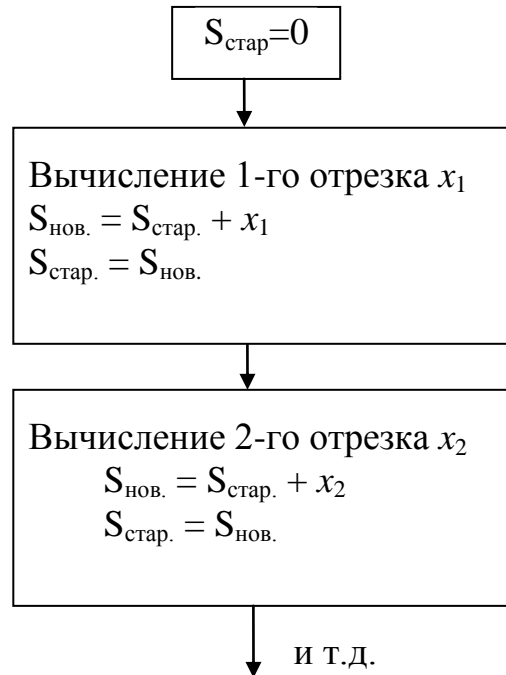 Sстар=0
Вычисление 1-го отрезка x1
Sнов. = Sстар. + x1
Sстар. = Sнов.
Вычисление 2-го отрезка x2
Sнов. = Sстар. + x2
Sстар. = Sнов.
и т.д.